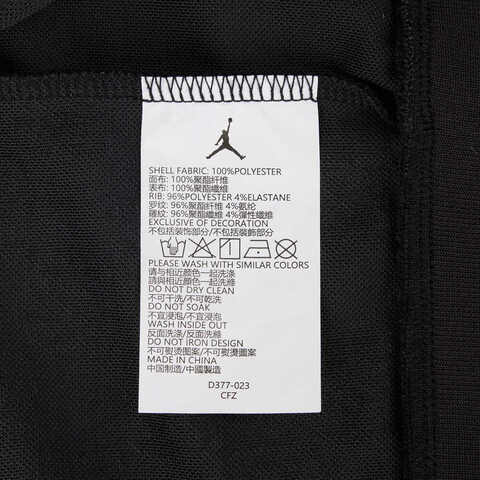 SHELL FABRIC: 100%POLYESTER
面布: 100%聚酯纤维
表布: 100%聚酯纖維
RIB: 96%POLYESTER 4%ELASTANE
罗纹: 96%聚酯纤维 4%氨纶
羅紋: 96%聚酯纖維 4%彈性纖維
EXCLUSIVE OF DECORATION
不包括装饰部分/不包括裝飾部分
PLEASE WASH WITH SIMILAR COLORS
请与相近颜色一起洗涤
請與相近顏色一起洗滌
DO NOT DRY CLEAN
不可干洗/不可乾洗
DO NOT SOAK
不宜浸泡/不宜浸泡
WASH INSIDE OUT
反面洗涤/反面洗滌
DO NOT IRON DESIGN
不可熨烫图案/不可熨燙圖案
MADE IN CHINA
中国制造/中國製造
D377-023
CFZ